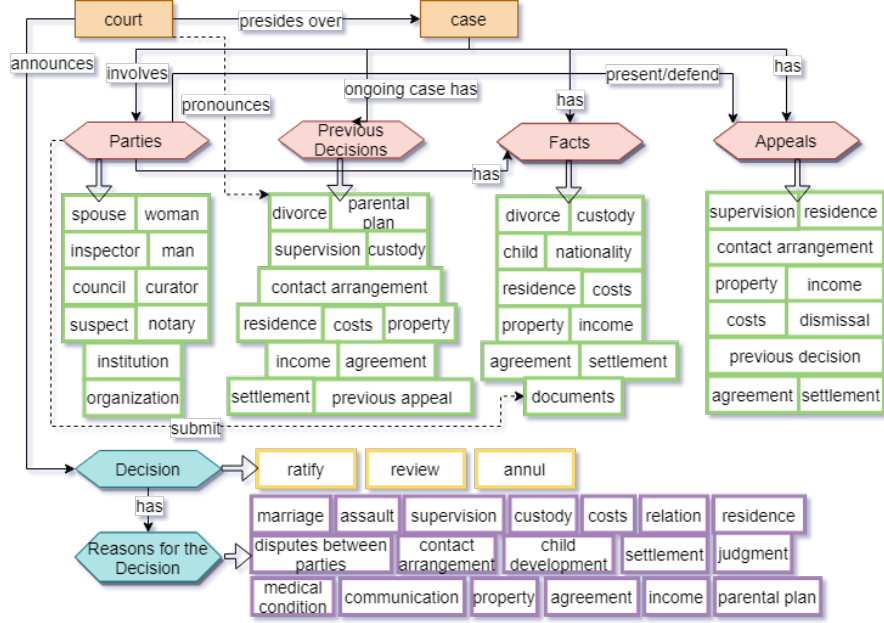 court
presides over
case
announces
involves
pronounces
ongoing case has
has
present/defend
has
Parties
Previous
Decisions
Facts
Appeals
has
spouse woman
inspector man
council curator
suspect notary
institution
organization
divorce parental
plan
supervision custody
contact arrangement
residence costs property
income agreement
settlement previous appeal
divorce custody
child nationality
residence costs
property income
agreement settlement
documents
supervision residence
contact arrangement
property income
costs dismissal
previous decision
agreement settlement
submit
Decision
ratify review annul
has
Reasons for the
Decision
marriage assault supervision custody costs relation residence
disputes between
parties
contact
arrangement
child
development
settlement judgment
medical
condition
communication property agreement income parental plan